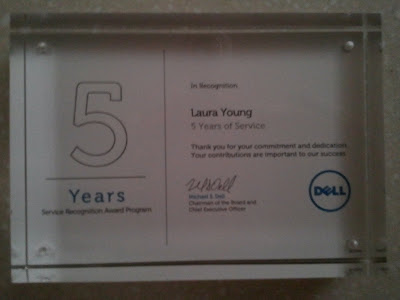 5
Years
Service Recognition Award Program
In Recognition
Laura Young
5 Years of Service
Thank you for your commitment and dedication.
Your contributions are important to our success.
Michael S. Dell
Chairman of the Board and
Chief Executive Officer
DELL